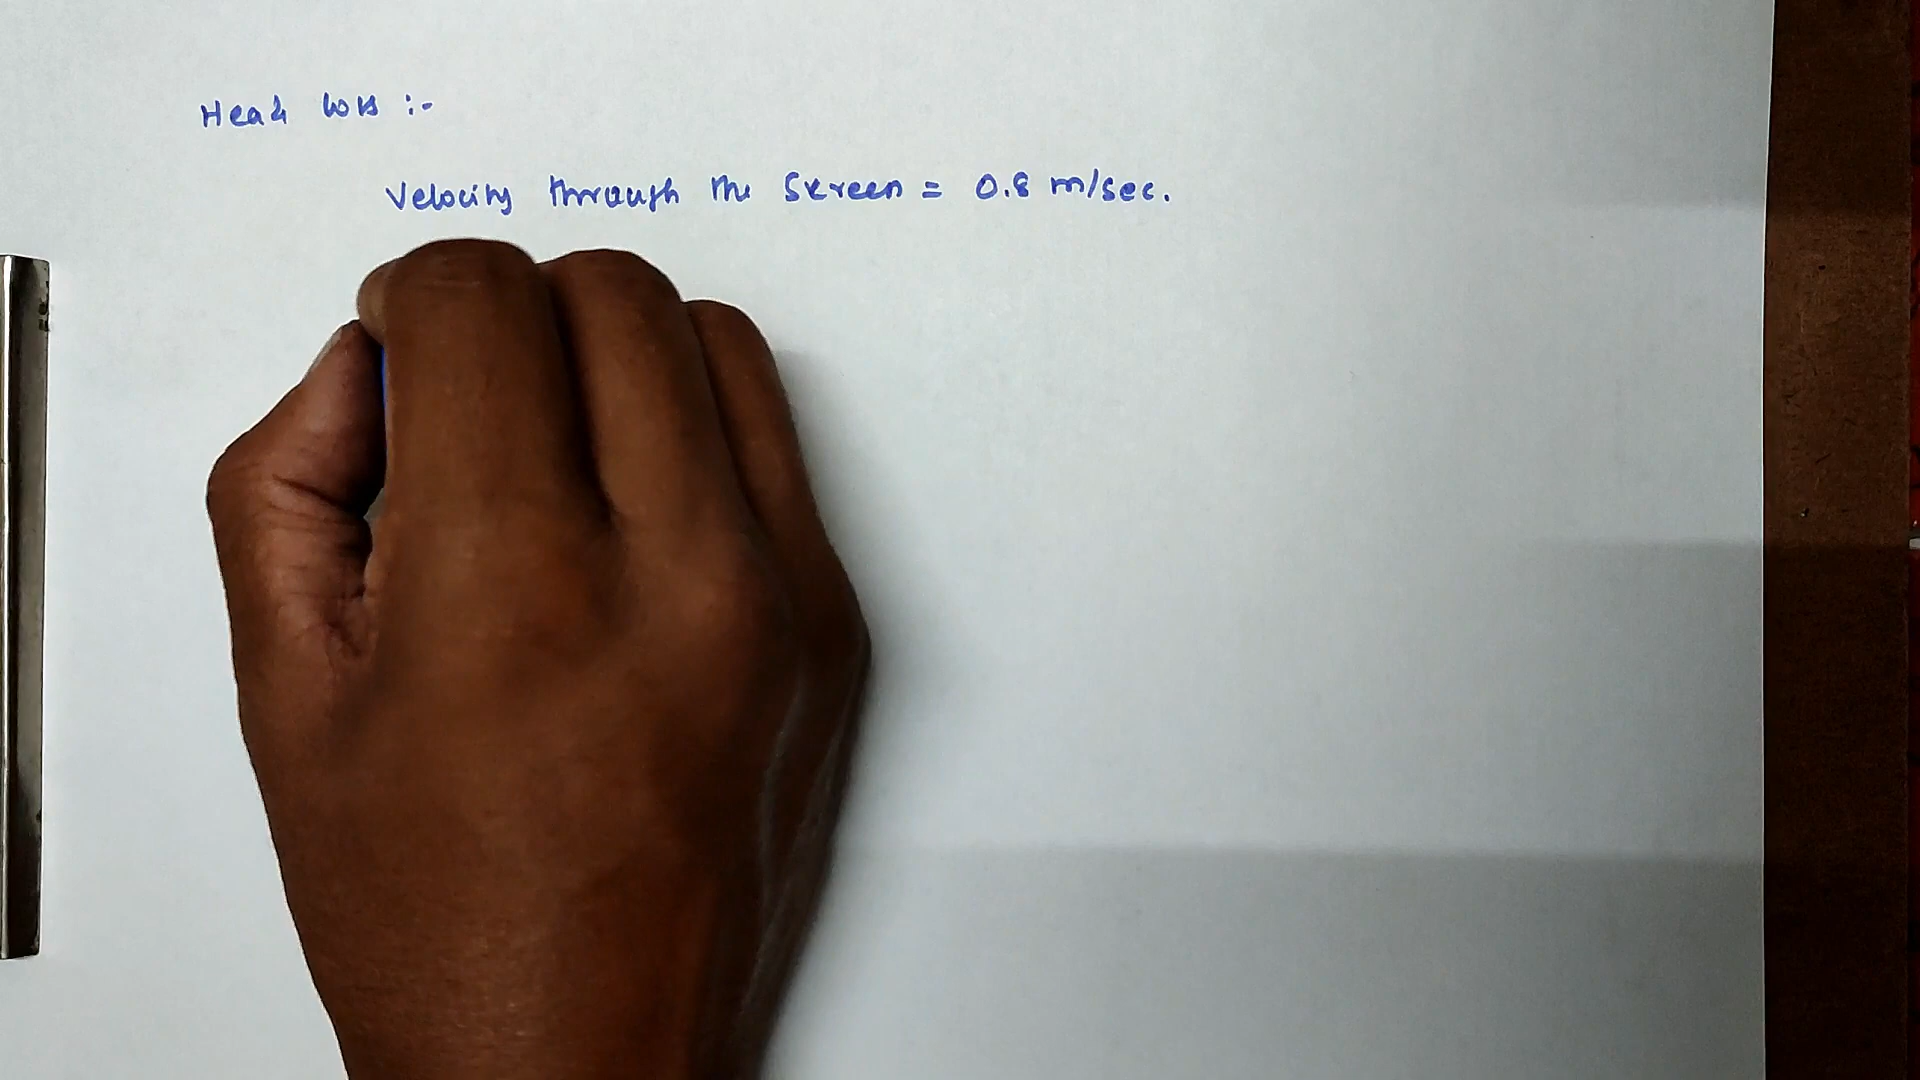 Head loss :-
Velocity through the Screen = 0.8 m/sec.